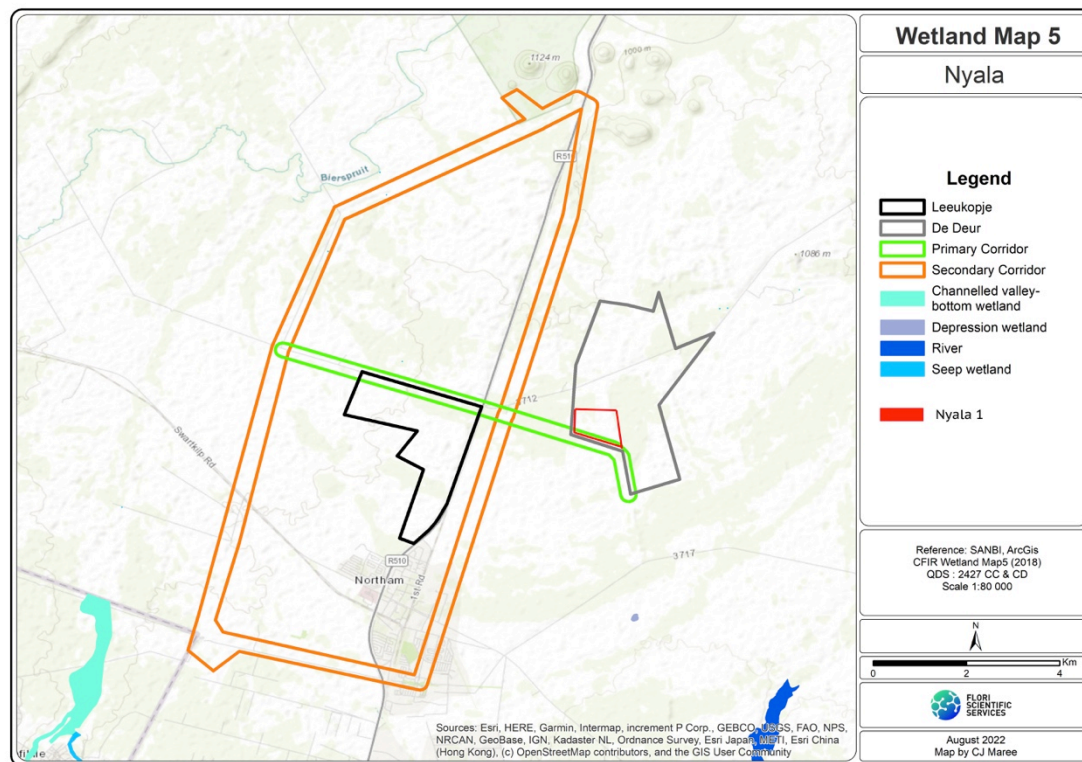 Wetland Map 5
Nyala
Legend
Leeukopje
De Deur
Primary Corridor
Secondary Corridor
Channelled valley-
bottom wetland
Depression wetland
River
Seep wetland
Nyala 1
Reference: SANBI, ArcGis
CFIR Wetland Map5 (2018)
QDS : 2427 CC & CD
Scale 1:80 000
N
Km
0 2 4
FLORI
SCIENTIFIC
SERVICES
August 2022
Map by CJ Maree
1124 m
1000 m
R510
Bierspruit
1086 m
3712
Swartklip Rd
3717
R510
Northam
1st Rd
Sources: Esri, HERE, Garmin, Intermap, increment P Corp., GEBCO, USGS, FAO, NPS,
NRCAN, GeoBase, IGN, Kadaster NL, Ordnance Survey, Esri Japan, METI, Esri China
(Hong Kong), (c) OpenStreetMap contributors, and the GIS User Community